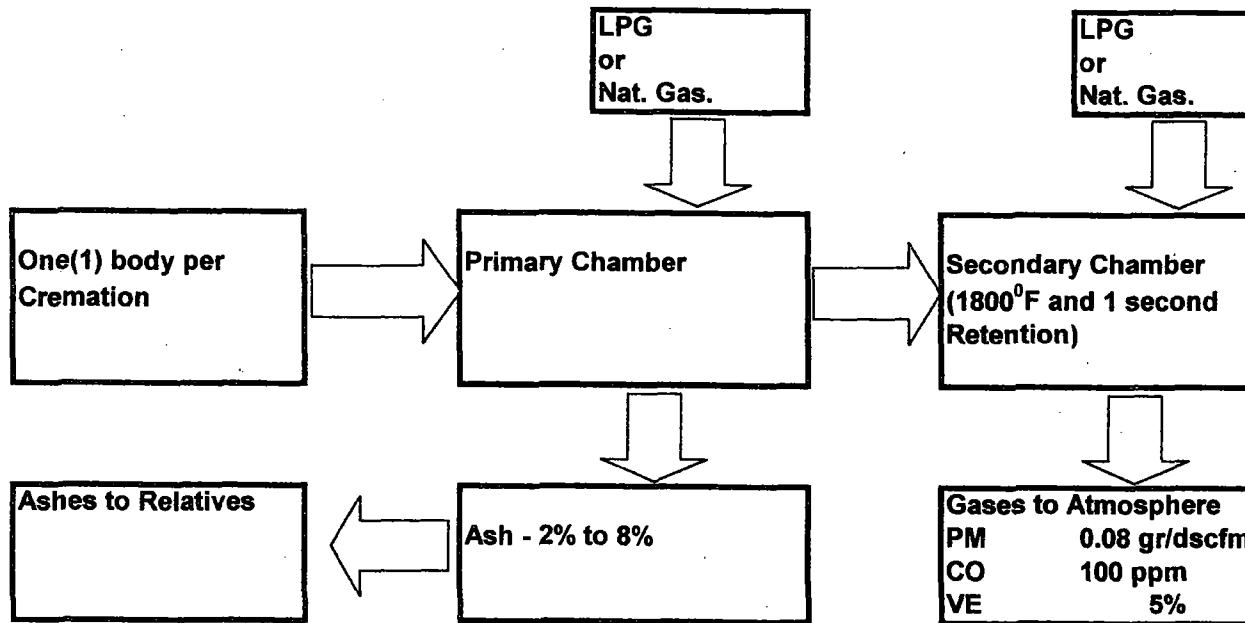 LPG
or
Nat. Gas.
LPG
or
Nat. Gas.
One(1) body per
Cremation
Primary Chamber
Secondary Chamber
(1800⁰F and 1 second
Retention)
Ashes to Relatives
Ash - 2% to 8%
Gases to Atmosphere
PM 0.08 gr/dscfm
CO 100 ppm
VE 5%